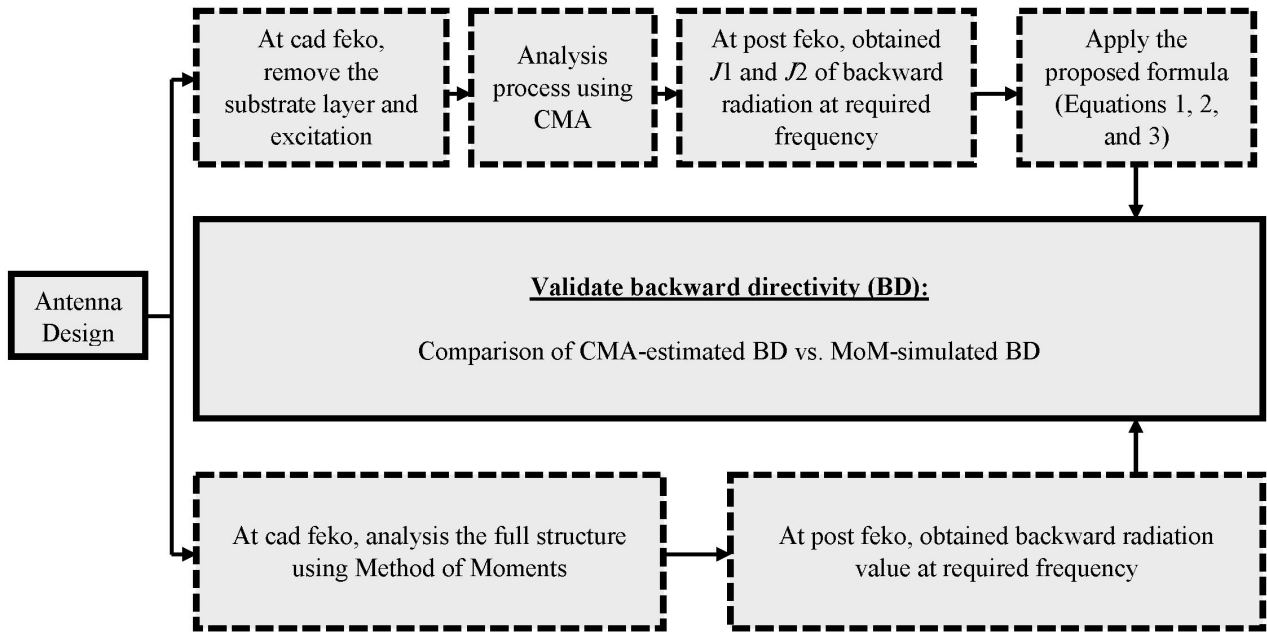 At cad feko,
remove the
substrate layer and
excitation
Analysis
process using
CMA
At post feko, obtained
J1 and J2 of backward
radiation at required
frequency
Apply the
proposed formula
(Equations 1, 2,
and 3)
Antenna
Design
Validate backward directivity (BD):
Comparison of CMA-estimated BD vs. MoM-simulated BD
At cad feko, analysis the full structure
using Method of Moments
At post feko, obtained backward radiation
value at required frequency